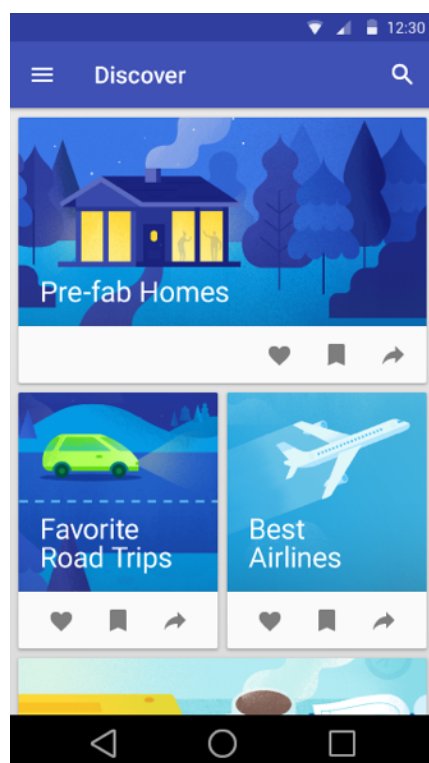 12:30
Discover
Pre-fab Homes
Favorite
Road Trips
Best
Airlines